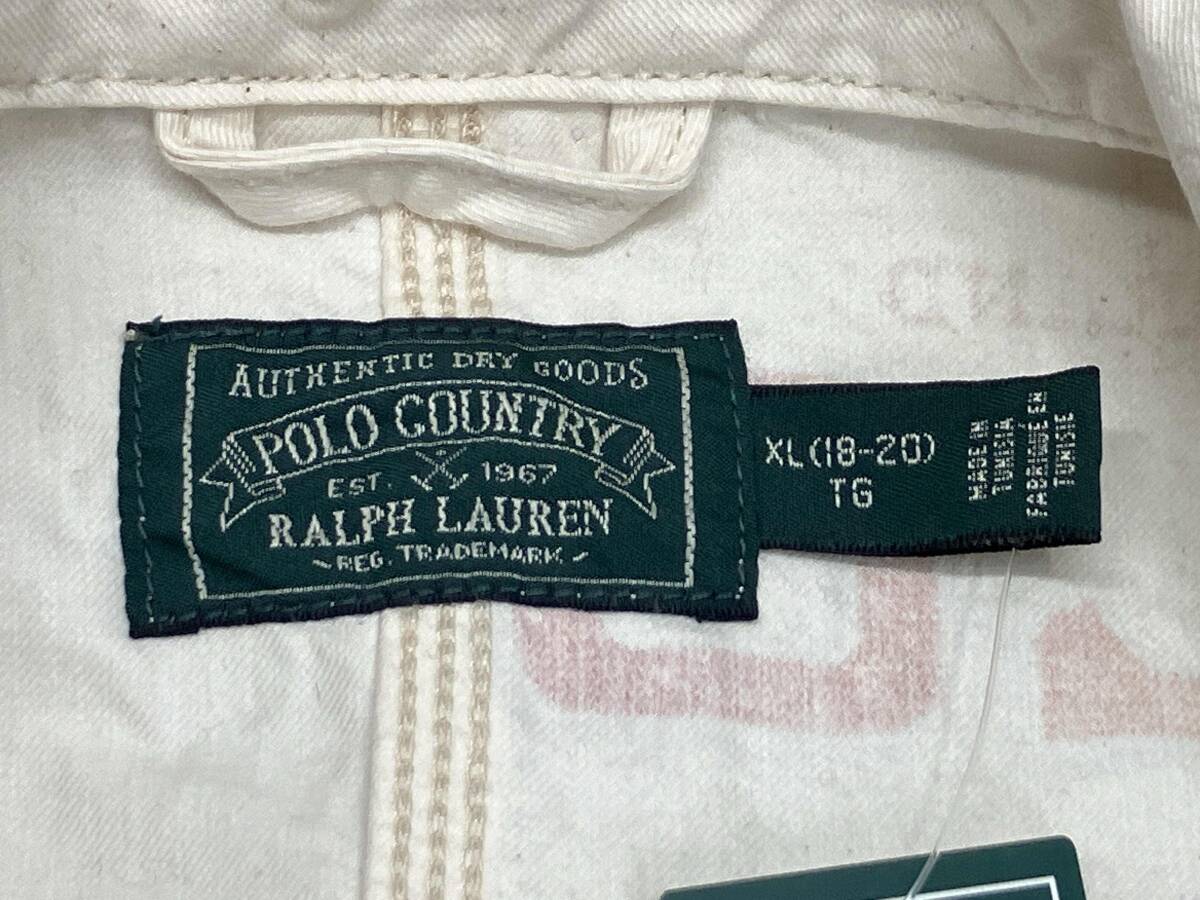 AUTHENTIC DRY GOODS
POLO COUNTRY
EST. 1967
RALPH LAUREN
REG. TRADEMARK
XL(18-20)
TG
MADE IN
TUNISIA
FABRIQUE EN
TUNISIE